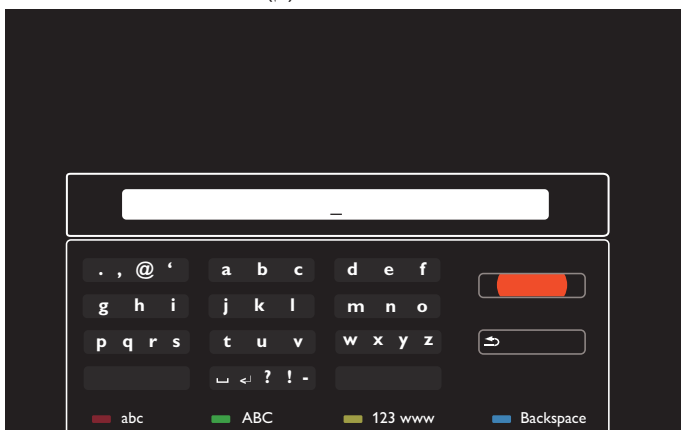 _
. , @ ‘ a b c d e f
g h i j k l m n o
p q r s t u v w x y z
␣ ↵ ? ! -
abc ABC 123 www Backspace